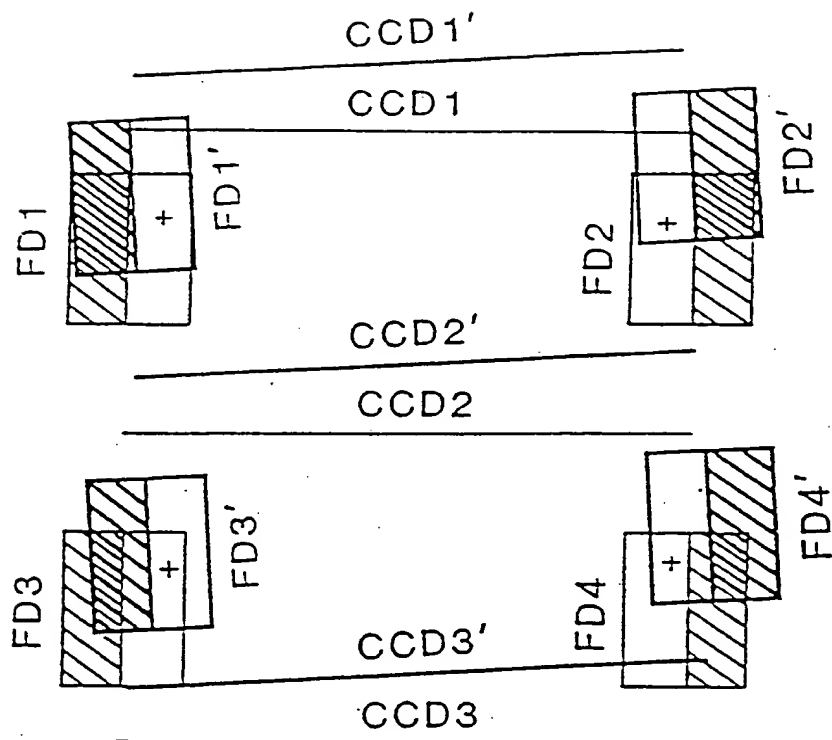 CCD1'
CCD1
FD1
FD1'
FD2
FD2'
CCD2'
CCD2
FD3
FD3'
FD4
FD4'
CCD3'
CCD3